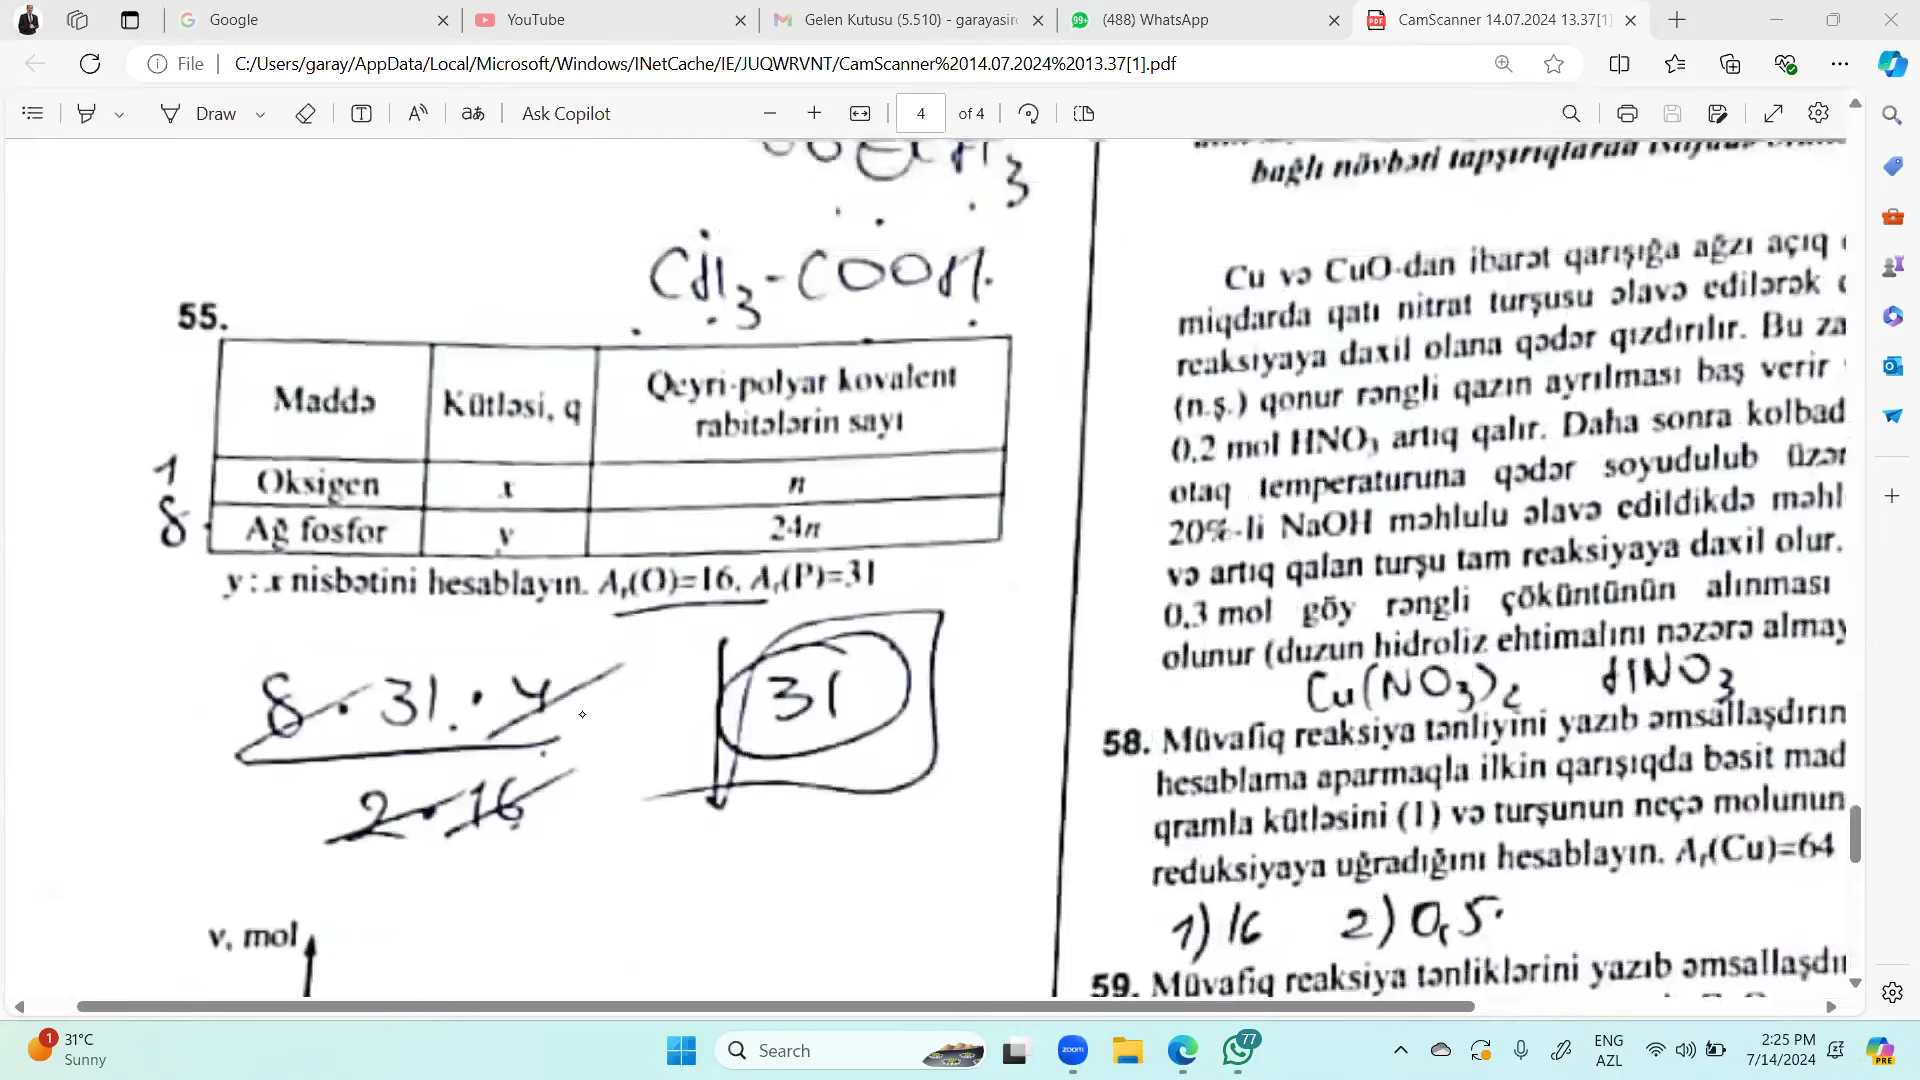 Google
YouTube
Gelen Kutusu (5.510) - garayasir
(488) WhatsApp
CamScanner 14.07.2024 13.37[1]
File
C:/Users/garay/AppData/Local/Microsoft/Windows/INetCache/IE/JUQWRVNT/CamScanner%2014.07.2024%2013.37[1].pdf
Draw
Ask Copilot
4 of 4
CH3-COOH
55.
Maddə
Kütləsi, q
Qeyri-polyar kovalent
rabitələrin sayı
1
Oksigen
x
n
8
Ağ fosfor
y
24n
y : x nisbətini hesablayın. Ar(O)=16, Ar(P)=31
8 · 31 · 4
2 · 16
31
v, mol
bağlı növbəti tapşırıqlarda
Cu və CuO-dan ibarət qarışığa ağzı açıq
miqdarda qatı nitrat turşusu əlavə edilərək
reaksiyaya daxil olana qədər qızdırılır. Bu za
(n.ş.) qonur rəngli qazın ayrılması baş verir
0,2 mol HNO3 artıq qalır. Daha sonra kolbad
otaq temperaturuna qədər soyudulub üzər
20%-li NaOH məhlulu əlavə edildikdə məhl
və artıq qalan turşu tam reaksiyaya daxil olur.
0,3 mol göy rəngli çöküntünün alınması
olunur (duzun hidroliz ehtimalını nəzərə almay
Cu(NO3)2 HNO3
58. Müvafiq reaksiya tənliyini yazıb əmsallaşdırın
hesablama aparmaqla ilkin qarışıqda bəsit mad
qramla kütləsini (1) və turşunun neçə molunun
reduksiyaya uğradığını hesablayın. Ar(Cu)=64
1) 16 2) 0,5
59. Müvafiq reaksiya tənliklərini yazıb əmsallaşdır
1
31°C
Sunny
Search
zoom
77
ENG
AZL
2:25 PM
7/14/2024
PRE